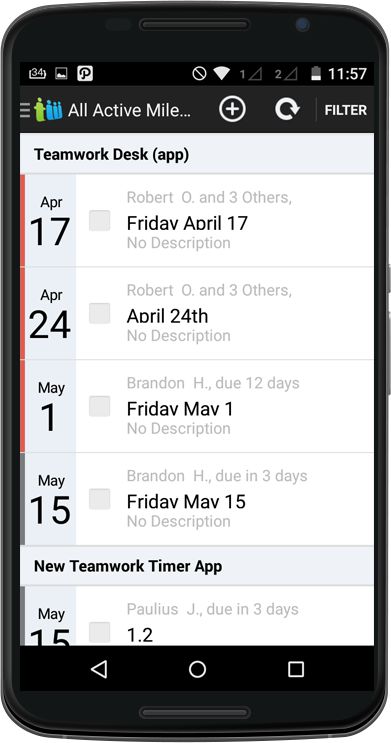 34
1
2
11:57
All Active Mile...
FILTER
Teamwork Desk (app)
Apr
17
Robert O. and 3 Others,
Friday April 17
No Description
Apr
24
Robert O. and 3 Others,
April 24th
No Description
May
1
Brandon H., due 12 days
Friday May 1
No Description
May
15
Brandon H., due in 3 days
Friday May 15
No Description
New Teamwork Timer App
May
15
Paulius J., due in 3 days
1.2